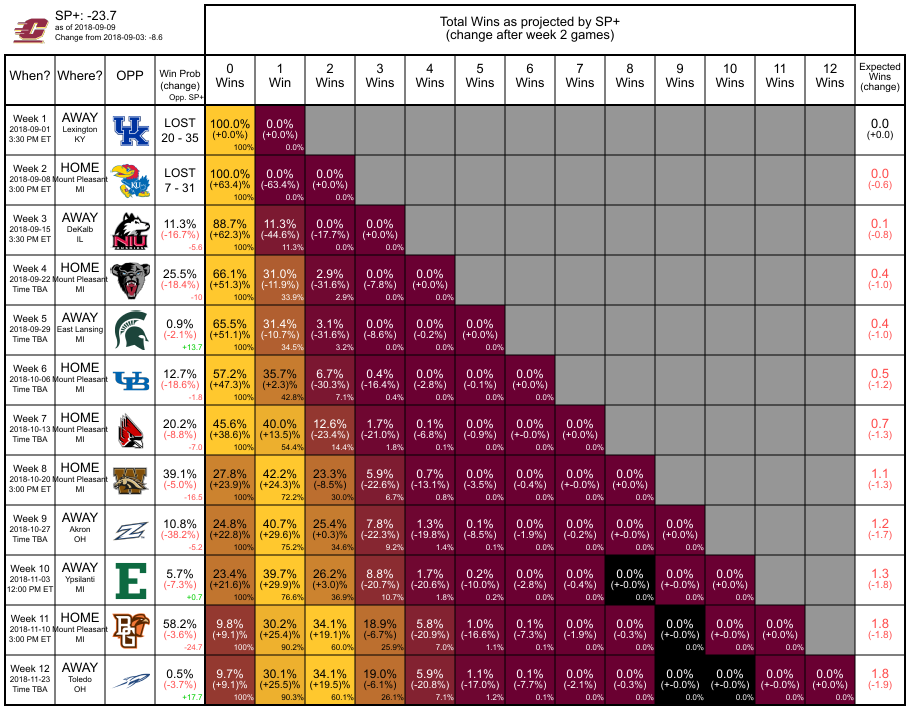 SP+: -23.7
as of 2018-09-09
Change from 2018-09-03: -8.6
Total Wins as projected by SP+
(change after week 2 games)
When? Where? OPP Win Prob (change) Opp. SP+ 0 Wins 1 Win 2 Wins 3 Wins 4 Wins 5 Wins 6 Wins 7 Wins 8 Wins 9 Wins 10 Wins 11 Wins 12 Wins Expected Wins (change)
Week 1 AWAY LOST 100.0% 0.0% 0.0
2018-09-01 Lexington UK 20 - 35 (+0.0%) (+0.0%) (+0.0)
3:30 PM ET KY 100% 0.0%
Week 2 HOME LOST 100.0% 0.0% 0.0% 0.0
2018-09-08 Mount Pleasant KU 7 - 31 (+63.4)% (-63.4%) (+0.0%) (-0.6)
3:00 PM ET MI 100% 0.0% 0.0%
Week 3 AWAY 11.3% 88.7% 11.3% 0.0% 0.0% 0.1
2018-09-15 DeKalb NIU HUSKIES (-16.7%) (+62.3)% (-44.6%) (-17.7%) (+0.0%) (-0.8)
3:30 PM ET IL -5.6 100% 11.3% 0.0% 0.0%
Week 4 HOME 25.5% 66.1% 31.0% 2.9% 0.0% 0.0% 0.4
2018-09-22 Mount Pleasant (-18.4%) (+51.3)% (-11.9%) (-31.6%) (-7.8%) (+0.0%) (-1.0)
Time TBA MI -10 100% 33.9% 2.9% 0.0% 0.0%
Week 5 AWAY 0.9% 65.5% 31.4% 3.1% 0.0% 0.0% 0.0% 0.4
2018-09-29 East Lansing (-2.1%) (+51.1)% (-10.7%) (-31.6%) (-8.6%) (-0.2%) (+0.0%) (-1.0)
Time TBA MI +13.7 100% 34.5% 3.2% 0.0% 0.0% 0.0%
Week 6 HOME 12.7% 57.2% 35.7% 6.7% 0.4% 0.0% 0.0% 0.0% 0.5
2018-10-06 Mount Pleasant UB (-18.6%) (+47.3)% (+2.3)% (-30.3%) (-16.4%) (-2.8%) (-0.1%) (+0.0%) (-1.2)
Time TBA MI -1.8 100% 42.8% 7.1% 0.4% 0.0% 0.0% 0.0%
Week 7 HOME 20.2% 45.6% 40.0% 12.6% 1.7% 0.1% 0.0% 0.0% 0.0% 0.7
2018-10-13 Mount Pleasant (-8.8%) (+38.6)% (+13.5)% (-23.4%) (-21.0%) (-6.8%) (-0.9%) (+-0.0%) (+0.0%) (-1.3)
Time TBA MI -7.0 100% 54.4% 14.4% 1.8% 0.1% 0.0% 0.0% 0.0%
Week 8 HOME 39.1% 27.8% 42.2% 23.3% 5.9% 0.7% 0.0% 0.0% 0.0% 0.0% 1.1
2018-10-20 Mount Pleasant W (-5.0%) (+23.9)% (+24.3)% (-8.5%) (-22.6%) (-13.1%) (-3.5%) (-0.4%) (+-0.0%) (+0.0%) (-1.3)
3:00 PM ET MI -16.5 100% 72.2% 30.0% 6.7% 0.8% 0.0% 0.0% 0.0% 0.0%
Week 9 AWAY 10.8% 24.8% 40.7% 25.4% 7.8% 1.3% 0.1% 0.0% 0.0% 0.0% 0.0% 1.2
2018-10-27 Akron (-38.2%) (+22.8)% (+29.6)% (+0.3)% (-22.3%) (-19.8%) (-8.5%) (-1.9%) (-0.2%) (+-0.0%) (+0.0%) (-1.7)
Time TBA OH -5.2 100% 75.2% 34.6% 9.2% 1.4% 0.1% 0.0% 0.0% 0.0% 0.0%
Week 10 AWAY 5.7% 23.4% 39.7% 26.2% 8.8% 1.7% 0.2% 0.0% 0.0% 0.0% 0.0% 0.0% 1.3
2018-11-03 Ypsilanti E (-7.3%) (+21.6)% (+29.9)% (+3.0)% (-20.7%) (-20.6%) (-10.0%) (-2.8%) (-0.4%) (+-0.0%) (+-0.0%) (+0.0%) (-1.8)
12:00 PM ET MI +0.7 100% 76.6% 36.9% 10.7% 1.8% 0.2% 0.0% 0.0% 0.0% 0.0% 0.0%
Week 11 HOME 58.2% 9.8% 30.2% 34.1% 18.9% 5.8% 1.0% 0.1% 0.0% 0.0% 0.0% 0.0% 0.0% 1.8
2018-11-10 Mount Pleasant BG (-3.6%) (+9.1)% (+25.4)% (+19.1)% (-6.7%) (-20.9%) (-16.6%) (-7.3%) (-1.9%) (-0.3%) (+-0.0%) (+-0.0%) (+0.0%) (-1.8)
3:00 PM ET MI -24.7 100% 90.2% 60.0% 25.9% 7.0% 1.1% 0.1% 0.0% 0.0% 0.0% 0.0% 0.0%
Week 12 AWAY 0.5% 9.7% 30.1% 34.1% 19.0% 5.9% 1.1% 0.1% 0.0% 0.0% 0.0% 0.0% 0.0% 0.0% 1.8
2018-11-23 Toledo (-3.7%) (+9.1)% (+25.5)% (+19.5)% (-6.1%) (-20.8%) (-17.0%) (-7.7%) (-2.1%) (-0.3%) (+-0.0%) (+-0.0%) (+-0.0%) (+0.0%) (-1.9)
Time TBA OH +17.7 100% 90.3% 60.1% 26.1% 7.1% 1.2% 0.1% 0.0% 0.0% 0.0% 0.0% 0.0% 0.0%